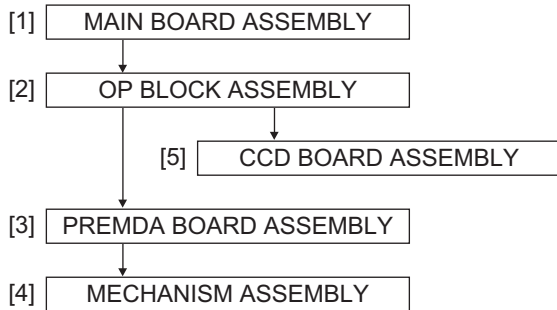 [1] MAIN BOARD ASSEMBLY
[2] OP BLOCK ASSEMBLY
[5] CCD BOARD ASSEMBLY
[3] PREMDA BOARD ASSEMBLY
[4] MECHANISM ASSEMBLY